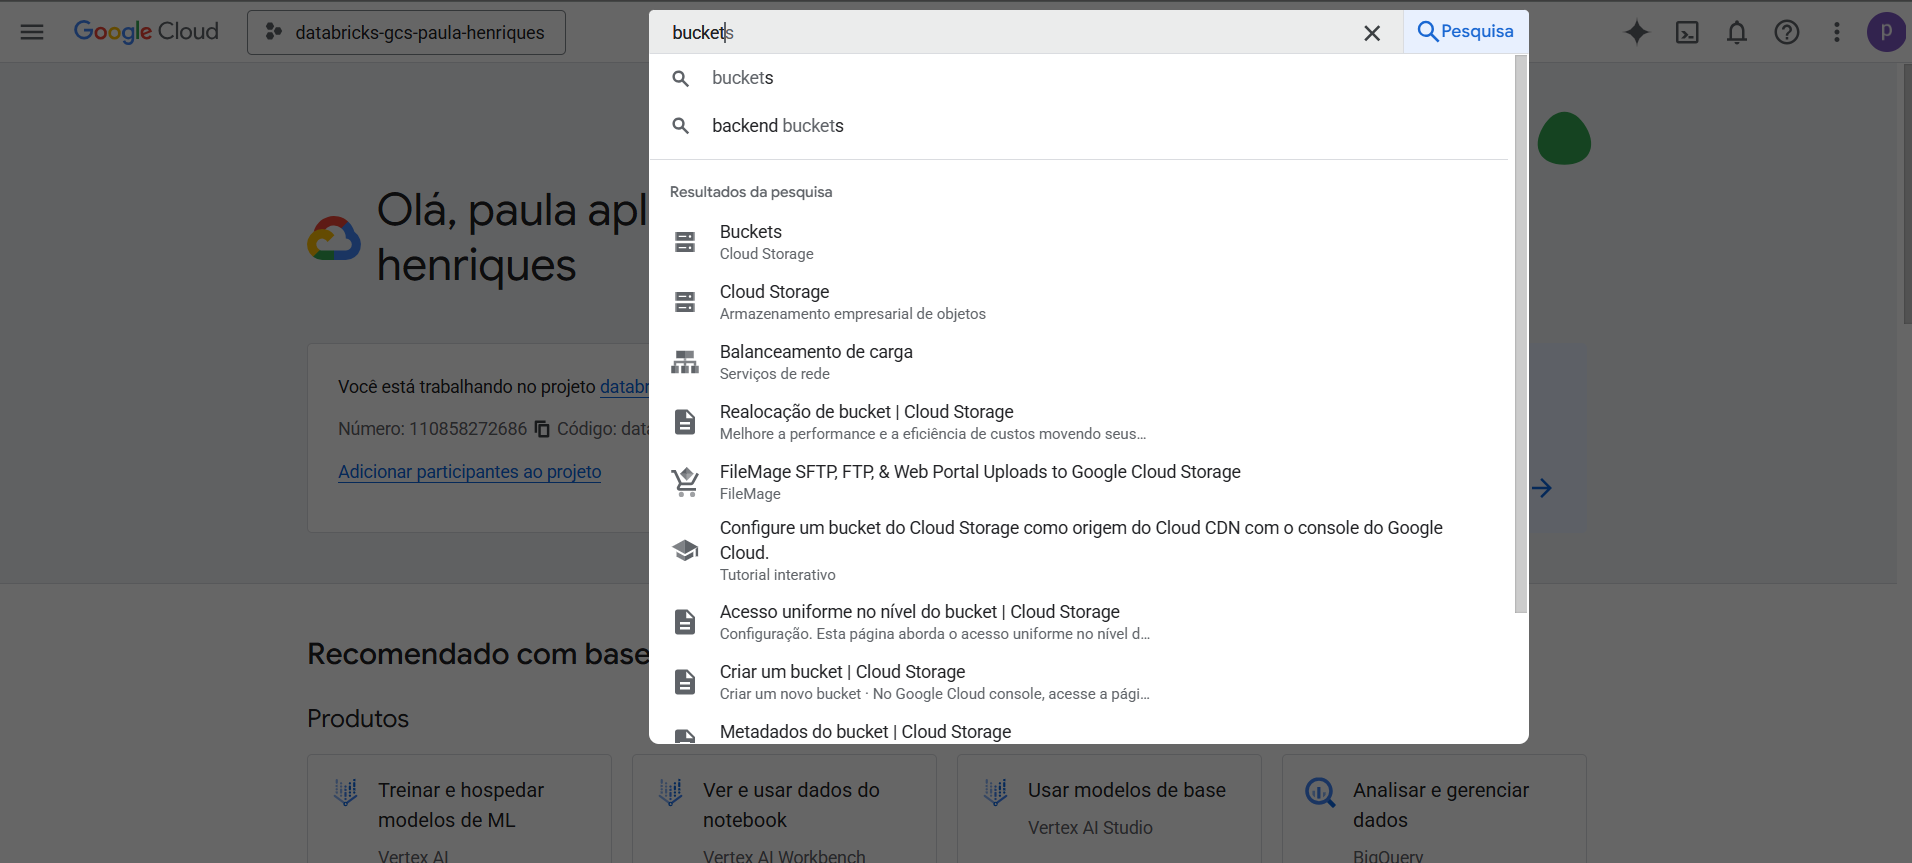 Google Cloud
databricks-gcs-paula-henriques
buckets
Pesquisa
p
buckets
backend buckets
Resultados da pesquisa
Buckets
Cloud Storage
Cloud Storage
Armazenamento empresarial de objetos
Balanceamento de carga
Serviços de rede
Realocação de bucket | Cloud Storage
Melhore a performance e a eficiência de custos movendo seus...
FileMage SFTP, FTP, & Web Portal Uploads to Google Cloud Storage
FileMage
Configure um bucket do Cloud Storage como origem do Cloud CDN com o console do Google
Cloud.
Tutorial interativo
Acesso uniforme no nível do bucket | Cloud Storage
Configuração. Esta página aborda o acesso uniforme no nível d...
Criar um bucket | Cloud Storage
Criar um novo bucket · No Google Cloud console, acesse a pági...
Metadados do bucket | Cloud Storage
Olá, paula apl
henriques
Você está trabalhando no projeto databr
Número: 110858272686 Código: data
Adicionar participantes ao projeto
Recomendado com base
Produtos
Treinar e hospedar
modelos de ML
Vertex AI
Ver e usar dados do
notebook
Vertex AI Workbench
Usar modelos de base
Vertex AI Studio
Analisar e gerenciar
dados
BigQuery